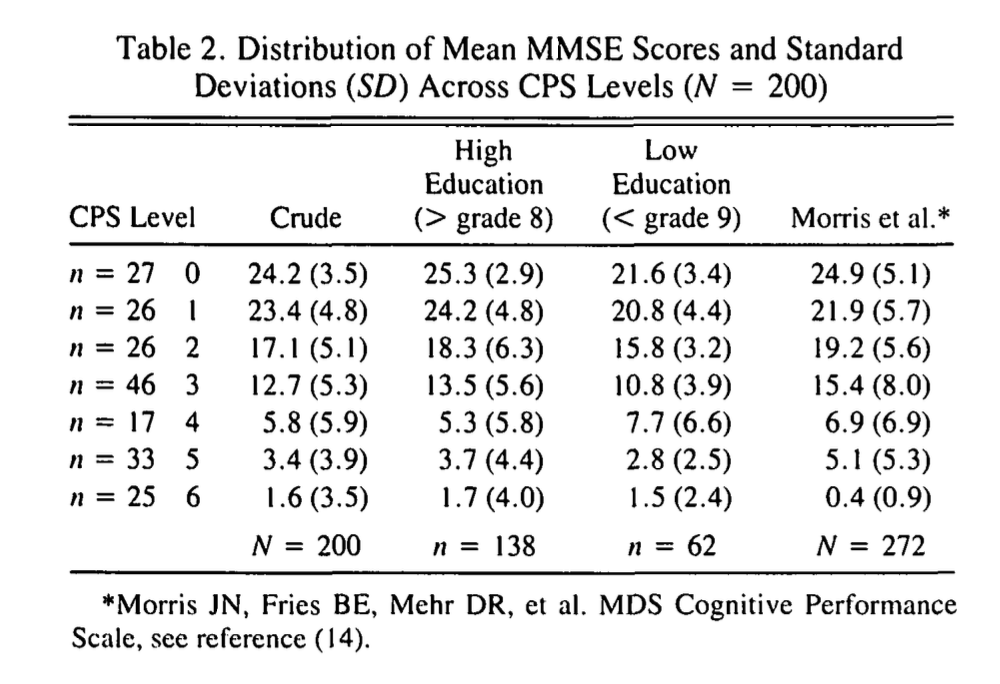 Table 2. Distribution of Mean MMSE Scores and Standard
Deviations (SD) Across CPS Levels (N = 200)
High Low
Education Education
CPS Level Crude (> grade 8) (< grade 9) Morris et al.*
n = 27 0 24.2 (3.5) 25.3 (2.9) 21.6 (3.4) 24.9 (5.1)
n = 26 1 23.4 (4.8) 24.2 (4.8) 20.8 (4.4) 21.9 (5.7)
n = 26 2 17.1 (5.1) 18.3 (6.3) 15.8 (3.2) 19.2 (5.6)
n = 46 3 12.7 (5.3) 13.5 (5.6) 10.8 (3.9) 15.4 (8.0)
n = 17 4 5.8 (5.9) 5.3 (5.8) 7.7 (6.6) 6.9 (6.9)
n = 33 5 3.4 (3.9) 3.7 (4.4) 2.8 (2.5) 5.1 (5.3)
n = 25 6 1.6 (3.5) 1.7 (4.0) 1.5 (2.4) 0.4 (0.9)
N = 200 n = 138 n = 62 N = 272
*Morris JN, Fries BE, Mehr DR, et al. MDS Cognitive Performance
Scale, see reference (14).